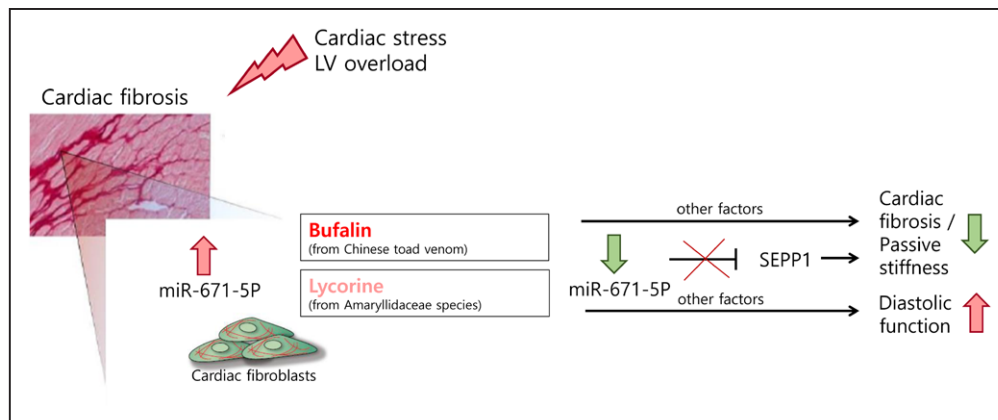 Cardiac stress
LV overload
Cardiac fibrosis
miR-671-5P
Cardiac fibroblasts
Bufalin
(from Chinese toad venom)
Lycorine
(from Amaryllidaceae species)
other factors
miR-671-5P
SEPP1
other factors
Cardiac
fibrosis /
Passive
stiffness
Diastolic
function